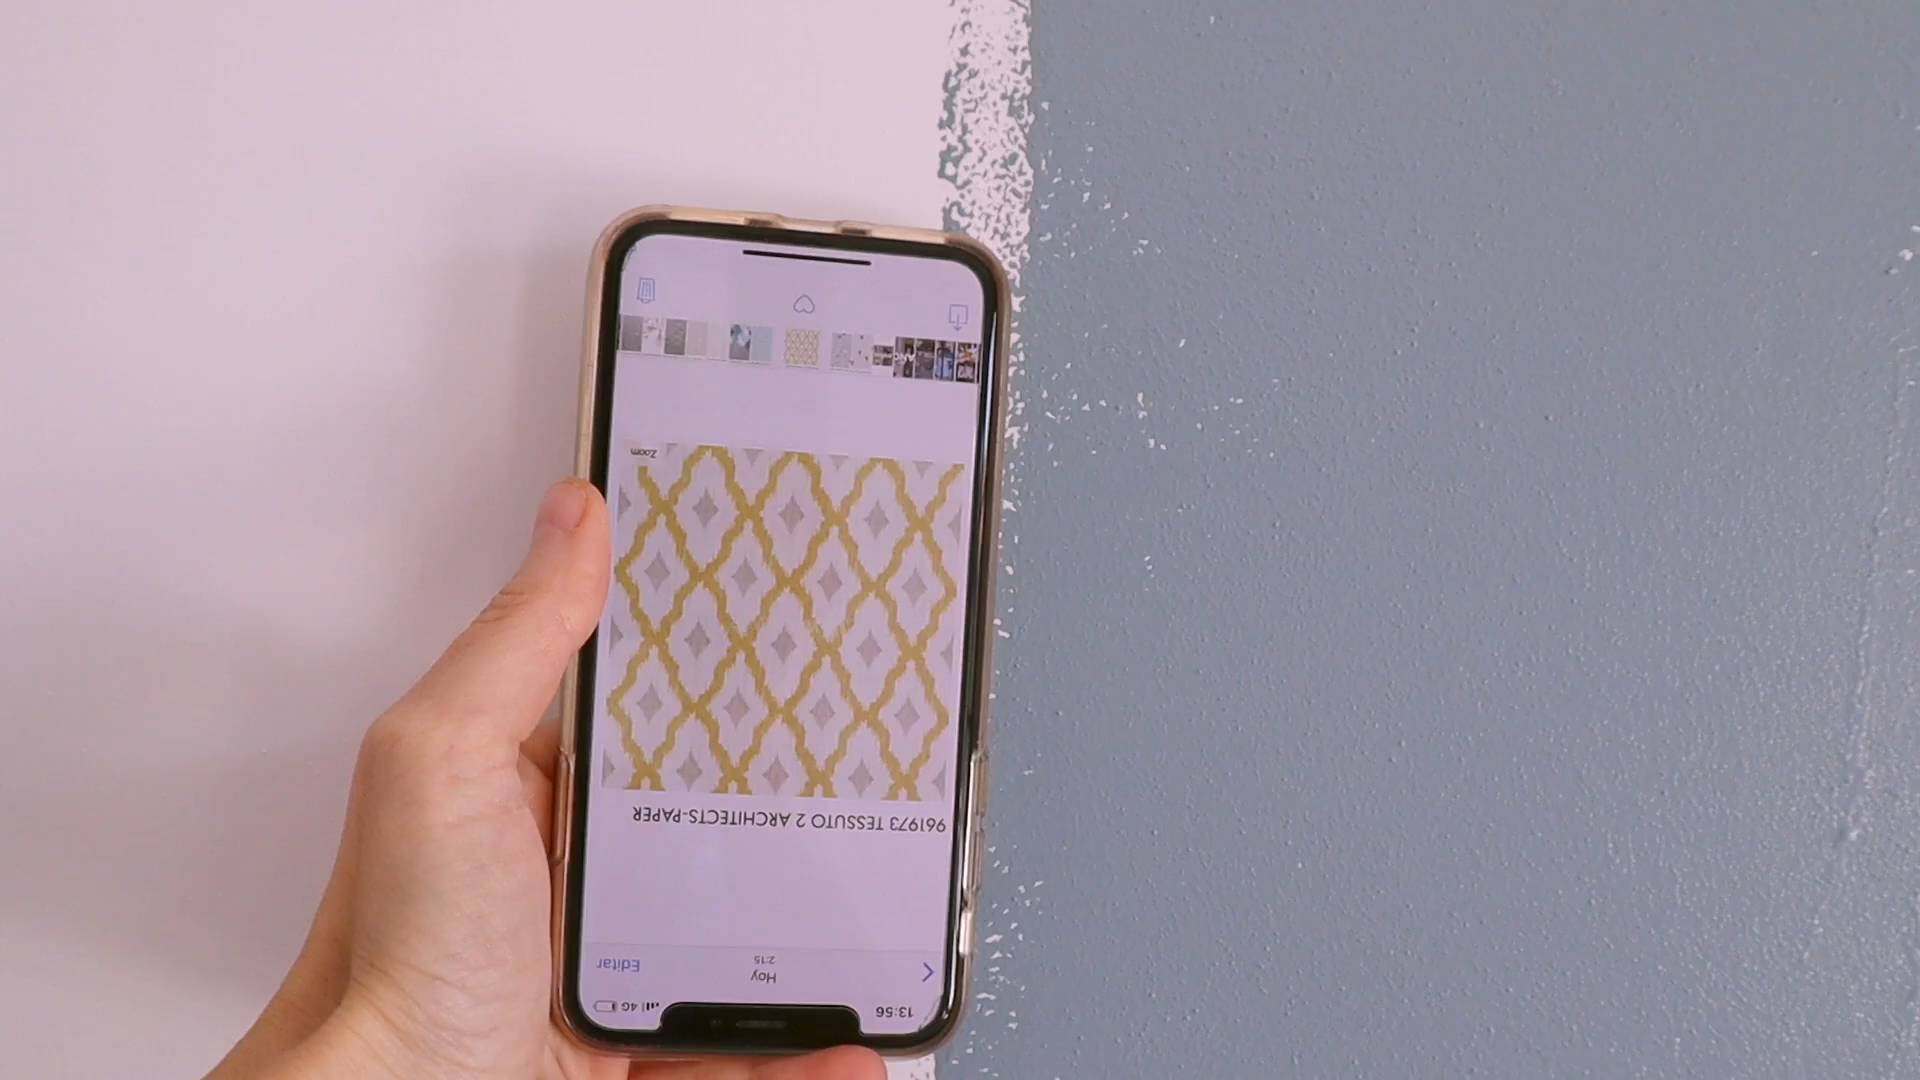 13:56
4G
Hoy
2:15
Editar
961973 TESSUTO 2 ARCHITECTS-PAPER
Zoom